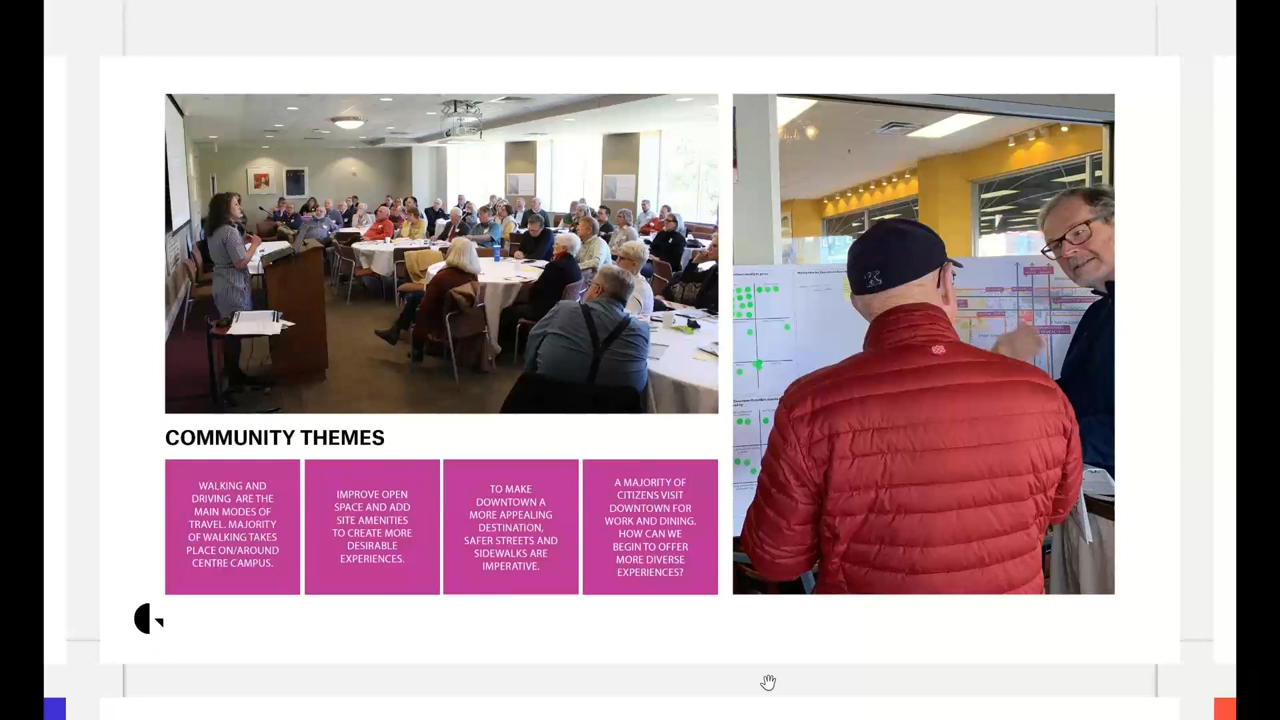 COMMUNITY THEMES
WALKING AND
DRIVING ARE THE
MAIN MODES OF
TRAVEL. MAJORITY
OF WALKING TAKES
PLACE ON/AROUND
CENTRE CAMPUS.
IMPROVE OPEN
SPACE AND ADD
SITE AMENITIES
TO CREATE MORE
DESIRABLE
EXPERIENCES.
TO MAKE
DOWNTOWN A
MORE APPEALING
DESTINATION,
SAFER STREETS AND
SIDEWALKS ARE
IMPERATIVE.
A MAJORITY OF
CITIZENS VISIT
DOWNTOWN FOR
WORK AND DINING.
HOW CAN WE
BEGIN TO OFFER
MORE DIVERSE
EXPERIENCES?